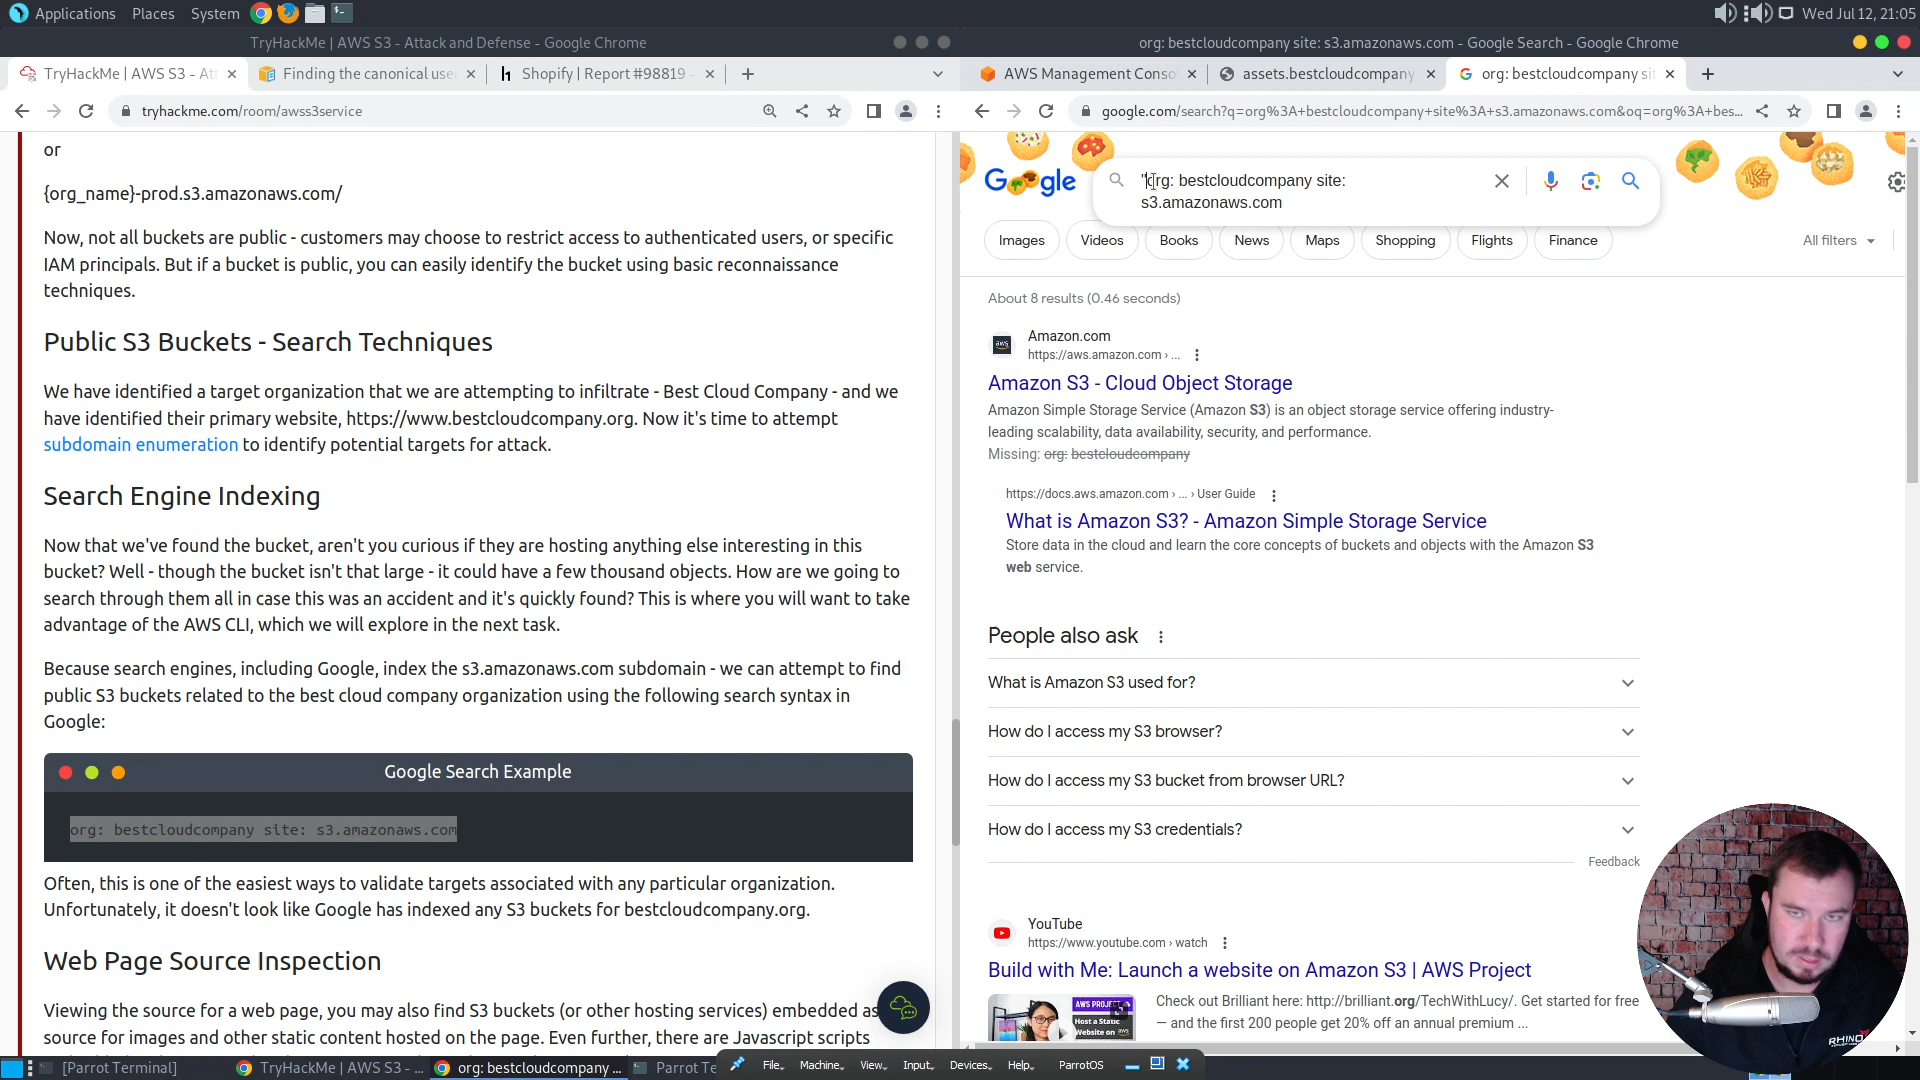 Applications Places System
Wed Jul 12, 21:05
TryHackMe | AWS S3 - Attack and Defense - Google Chrome
TryHackMe | AWS S3 - Att
Finding the canonical use
Shopify | Report #98819 -
tryhackme.com/room/awss3service
or
{org_name}-prod.s3.amazonaws.com/
Now, not all buckets are public - customers may choose to restrict access to authenticated users, or specific
IAM principals. But if a bucket is public, you can easily identify the bucket using basic reconnaissance
techniques.
Public S3 Buckets - Search Techniques
We have identified a target organization that we are attempting to infiltrate - Best Cloud Company - and we
have identified their primary website, https://www.bestcloudcompany.org. Now it's time to attempt
subdomain enumeration to identify potential targets for attack.
Search Engine Indexing
Now that we've found the bucket, aren't you curious if they are hosting anything else interesting in this
bucket? Well - though the bucket isn't that large - it could have a few thousand objects. How are we going to
search through them all in case this was an accident and it's quickly found? This is where you will want to take
advantage of the AWS CLI, which we will explore in the next task.
Because search engines, including Google, index the s3.amazonaws.com subdomain - we can attempt to find
public S3 buckets related to the best cloud company organization using the following search syntax in
Google:
Google Search Example
org: bestcloudcompany site: s3.amazonaws.com
Often, this is one of the easiest ways to validate targets associated with any particular organization.
Unfortunately, it doesn't look like Google has indexed any S3 buckets for bestcloudcompany.org.
Web Page Source Inspection
Viewing the source for a web page, you may also find S3 buckets (or other hosting services) embedded as
source for images and other static content hosted on the page. Even further, there are Javascript scripts
org: bestcloudcompany site: s3.amazonaws.com - Google Search - Google Chrome
AWS Management Conso
assets.bestcloudcompany
org: bestcloudcompany sit
google.com/search?q=org%3A+bestcloudcompany+site%3A+s3.amazonaws.com&oq=org%3A+bes...
Google
"org: bestcloudcompany site:
s3.amazonaws.com
Images Videos Books News Maps Shopping Flights Finance
All filters
About 8 results (0.46 seconds)
aws
Amazon.com
https://aws.amazon.com › ...
Amazon S3 - Cloud Object Storage
Amazon Simple Storage Service (Amazon S3) is an object storage service offering industry-
leading scalability, data availability, security, and performance.
Missing: org: bestcloudcompany
https://docs.aws.amazon.com › ... › User Guide
What is Amazon S3? - Amazon Simple Storage Service
Store data in the cloud and learn the core concepts of buckets and objects with the Amazon S3
web service.
People also ask
What is Amazon S3 used for?
How do I access my S3 browser?
How do I access my S3 bucket from browser URL?
How do I access my S3 credentials?
Feedback
YouTube
https://www.youtube.com › watch
Build with Me: Launch a website on Amazon S3 | AWS Project
AWS PROJECT
Host a Static
Website on aws
Check out Brilliant here: http://brilliant.org/TechWithLucy/. Get started for free
— and the first 200 people get 20% off an annual premium ...
RHINO
[Parrot Terminal]
TryHackMe | AWS S3 - ...
org: bestcloudcompany ...
Parrot Te
File Machine View Input Devices Help ParrotOS